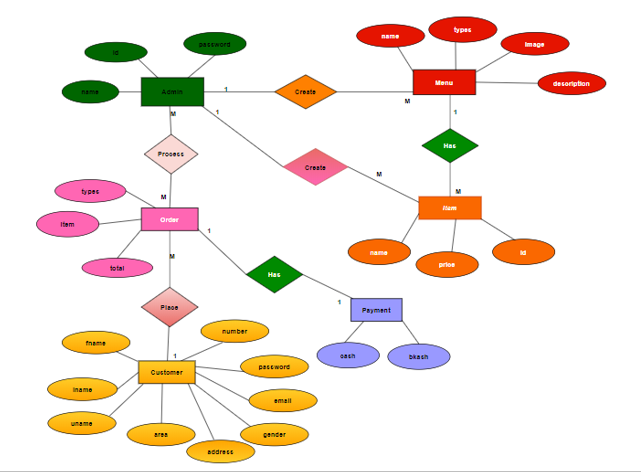 name
types
Image
description
id
password
name
Admin
1
Create
M
Menu
M
1
1
Process
Has
Create
M
M
M
types
item
Order
total
Item
name
price
id
1
M
Has
Place
1
Payment
cash
bkash
number
fname
1
Customer
password
lname
email
uname
area
gender
address